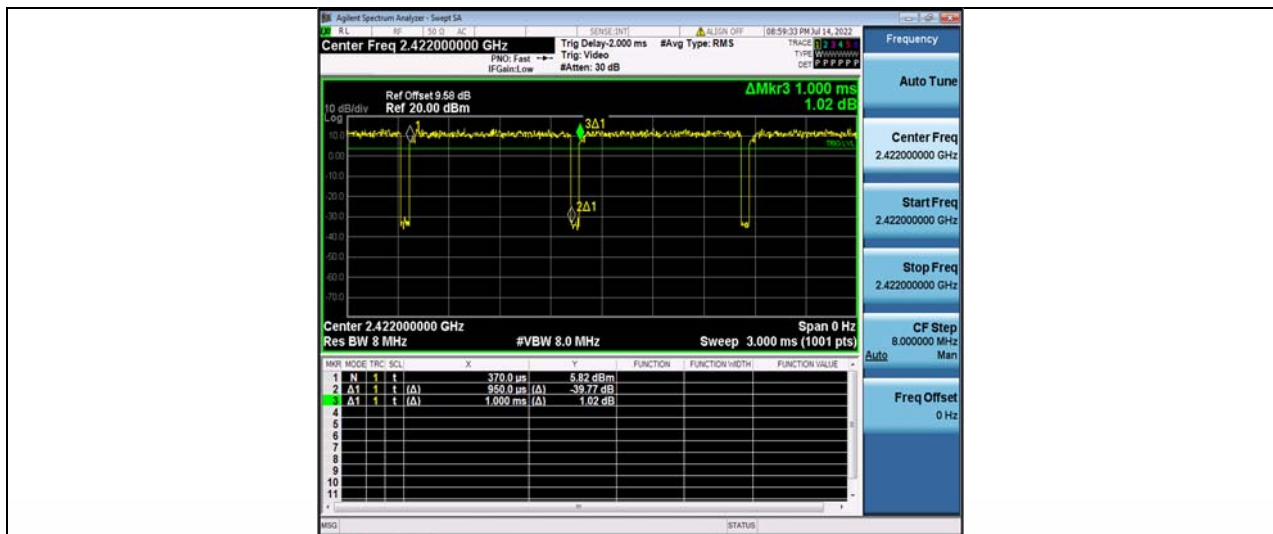 Agilent Spectrum Analyzer - Swept SA
RL RF 50 Ω AC SENSE:INT ALIGN OFF 08:59:33 PM Jul 14, 2022
Center Freq 2.422000000 GHz
PNO: Fast
IFGain:Low
Trig Delay-2.000 ms
Trig: Video
#Atten: 30 dB
#Avg Type: RMS
TRACE 1 2 3 4 5 6
TYPE WWWWWW
DET P P P P P P
Frequency
Auto Tune
Center Freq
2.422000000 GHz
Start Freq
2.422000000 GHz
Stop Freq
2.422000000 GHz
CF Step
8.000000 MHz
Auto Man
Freq Offset
0 Hz
ΔMkr3 1.000 ms
1.02 dB
Ref Offset 9.58 dB
10 dB/div Ref 20.00 dBm
Log
10.0
0.00
-10.0
-20.0
-30.0
-40.0
-50.0
-60.0
-70.0
1
3Δ1
TRIG LVL
2Δ1
Center 2.422000000 GHz Span 0 Hz
Res BW 8 MHz #VBW 8.0 MHz Sweep 3.000 ms (1001 pts)
MKR MODE TRC SCL X Y FUNCTION FUNCTION WIDTH FUNCTION VALUE
1 N 1 t 370.0 µs 5.82 dBm
2 Δ1 1 t (Δ) 950.0 µs (Δ) -39.77 dB
3 Δ1 1 t (Δ) 1.000 ms (Δ) 1.02 dB
4
5
6
7
8
9
10
11
MSG STATUS